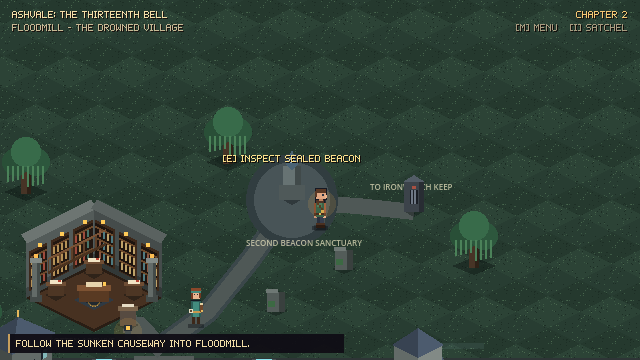 ASHVALE: THE THIRTEENTH BELL
FLOODMILL - THE DROWNED VILLAGE
CHAPTER 2
[M] MENU [I] SATCHEL
[E] INSPECT SEALED BEACON
TO KEEP
SECOND BEACON SANCTUARY
FOLLOW THE SUNKEN CAUSEWAY INTO FLOODMILL.